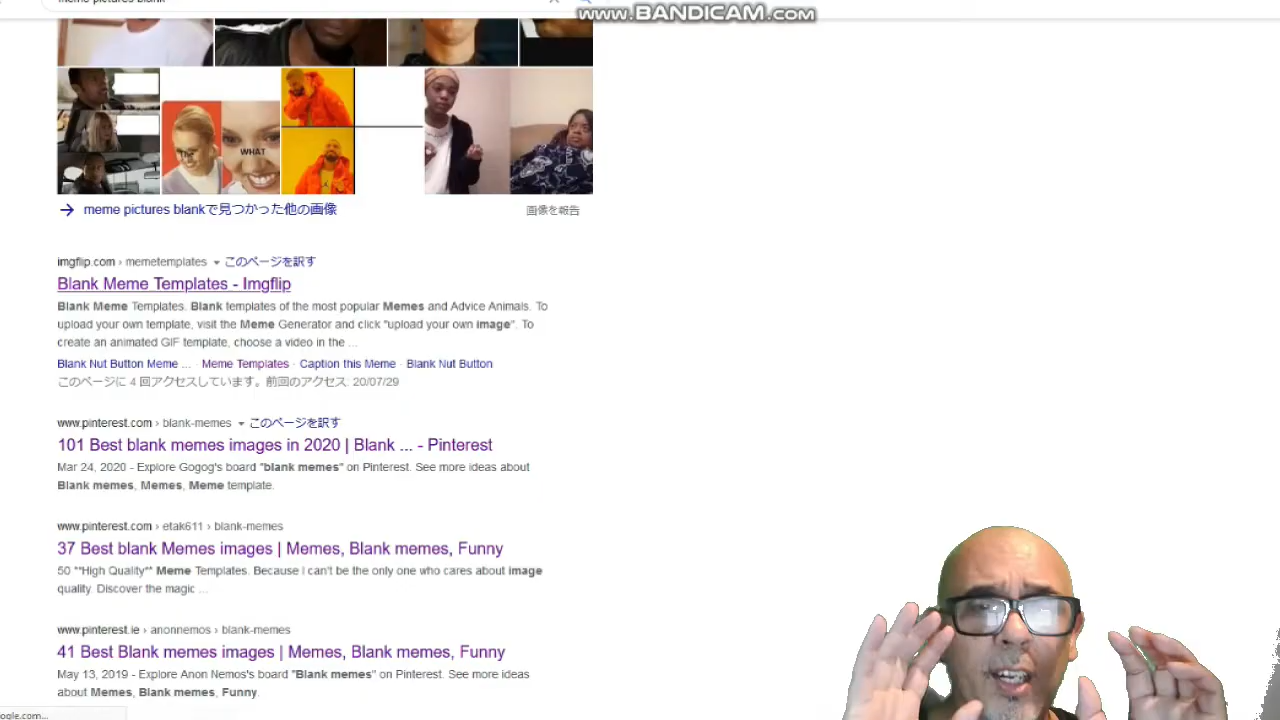 www.BANDICAM.com
WHAT
meme pictures blankで見つかった他の画像
画像を報告
imgflip.com › memetemplates ▾ このページを訳す
Blank Meme Templates - Imgflip
Blank Meme Templates. Blank templates of the most popular Memes and Advice Animals. To
upload your own template, visit the Meme Generator and click "upload your own image". To
create an animated GIF template, choose a video in the ...
Blank Nut Button Meme ... · Meme Templates · Caption this Meme · Blank Nut Button
このページに 4 回アクセスしています。前回のアクセス: 20/07/29
www.pinterest.com › blank-memes ▾ このページを訳す
101 Best blank memes images in 2020 | Blank ... - Pinterest
Mar 24, 2020 - Explore Gogog's board "blank memes" on Pinterest. See more ideas about
Blank memes, Memes, Meme template.
www.pinterest.com › etak611 › blank-memes
37 Best blank Memes images | Memes, Blank memes, Funny
50 **High Quality** Meme Templates. Because I can't be the only one who cares about image
quality. Discover the magic ...
www.pinterest.ie › anonnemos › blank-memes
41 Best Blank memes images | Memes, Blank memes, Funny
May 13, 2019 - Explore Anon Nemos's board "Blank memes" on Pinterest. See more ideas
about Memes, Blank memes, Funny.
ogle.com...